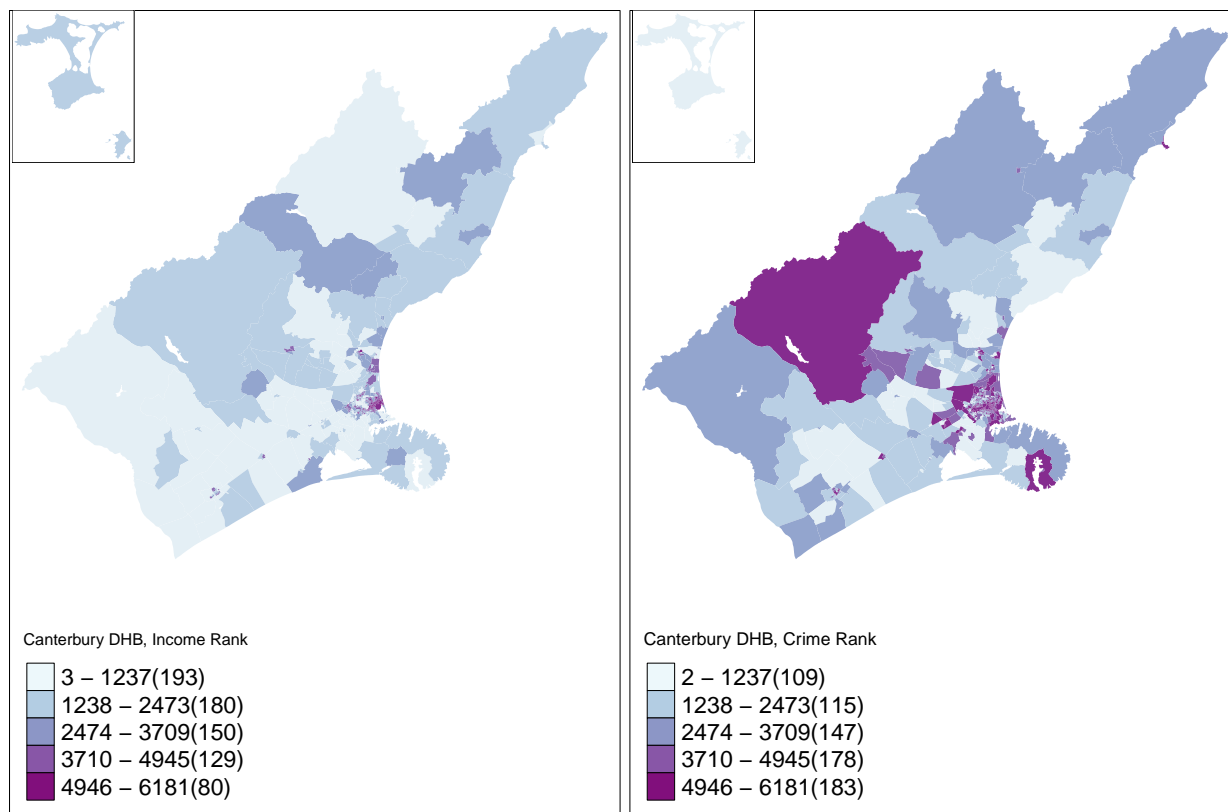 Canterbury DHB, Income Rank
3 − 1237(193)
1238 − 2473(180)
2474 − 3709(150)
3710 − 4945(129)
4946 − 6181(80)
Canterbury DHB, Crime Rank
2 − 1237(109)
1238 − 2473(115)
2474 − 3709(147)
3710 − 4945(178)
4946 − 6181(183)